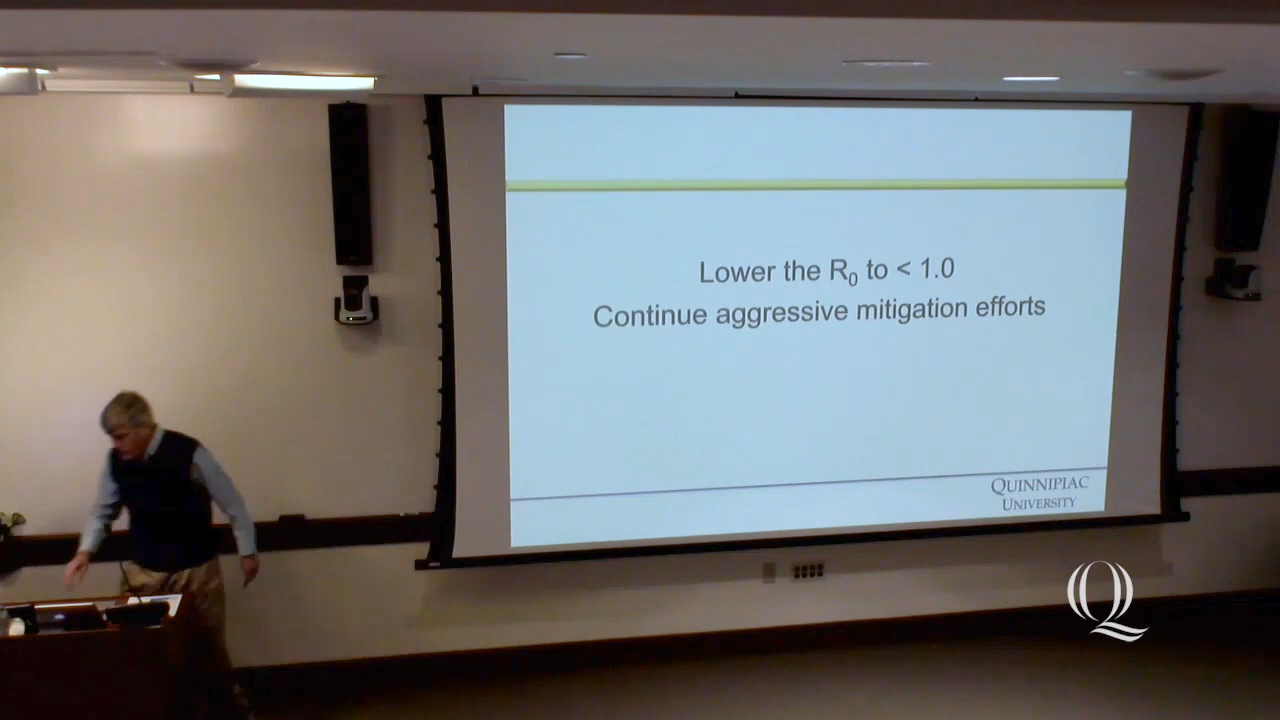 Lower the R₀ to < 1.0
Continue aggressive mitigation efforts
QUINNIPIAC
UNIVERSITY
Q